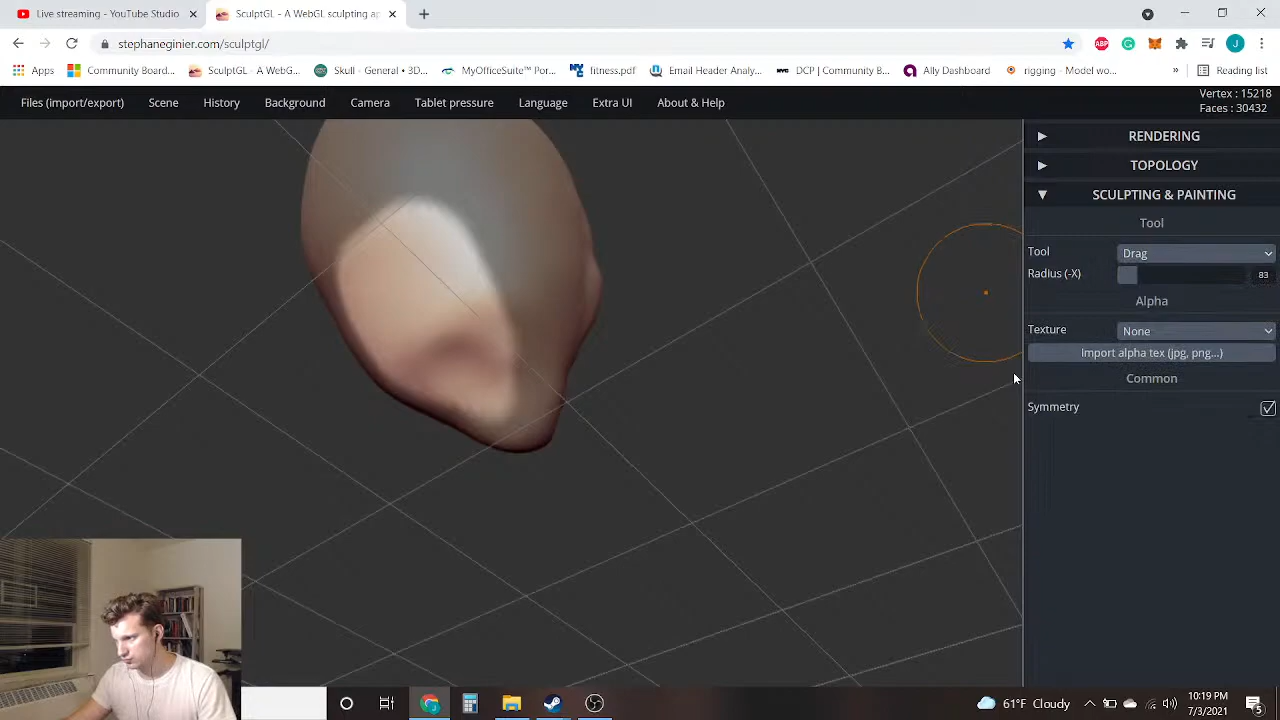 Live streaming - YouTube Studio
SculptGL - A WebGL sculpting ap
stephaneginier.com/sculptgl/
Apps
Community Board...
SculptGL - A WebG...
Skull - General • 3D...
MyOfficeSuite™ Por...
fitness.pdf
Email Header Analy...
DCP | Community B...
Ally Dashboard
rigging - Model wo...
»
Reading list
Files (import/export)
Scene
History
Background
Camera
Tablet pressure
Language
Extra UI
About & Help
Vertex : 15218
Faces : 30432
RENDERING
TOPOLOGY
SCULPTING & PAINTING
Tool
Tool
Drag
Radius (-X)
83
Alpha
Texture
None
Import alpha tex (jpg, png...)
Common
Symmetry
61°F Cloudy
10:19 PM
7/3/2021